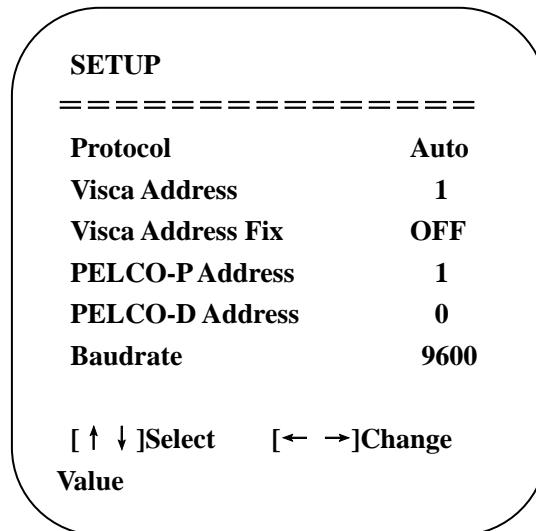 SETUP
===============
Protocol Auto
Visca Address 1
Visca Address Fix OFF
PELCO-P Address 1
PELCO-D Address 0
Baudrate 9600
[ ↑ ↓ ]Select [← →]Change
Value